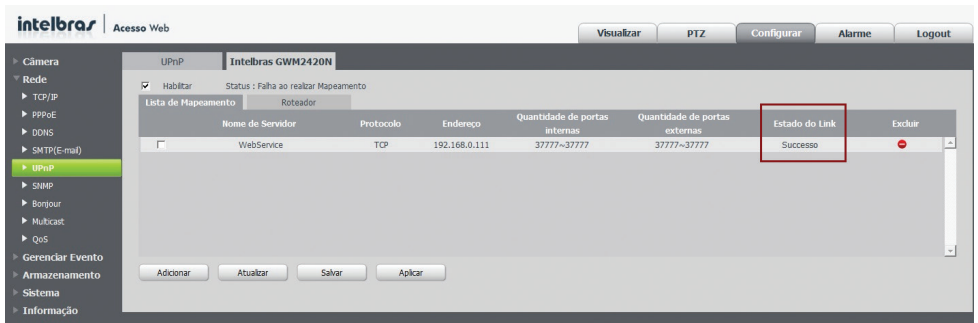 intelbras Acesso Web
Visualizar PTZ Configurar Alarme Logout
Câmera
Rede
TCP/IP
PPPoE
DDNS
SMTP(E-mail)
UPnP
SNMP
Bonjour
Multicast
QoS
Gerenciar Evento
Armazenamento
Sistema
Informação
UPnP Intelbras GWM2420N
Habilitar Status : Falha ao realizar Mapeamento
Lista de Mapeamento Roteador
Nome de Servidor Protocolo Endereço Quantidade de portas internas Quantidade de portas externas Estado do Link Excluir
WebService TCP 192.168.0.111 37777~37777 37777~37777 Successo
Adicionar Atualizar Salvar Aplicar